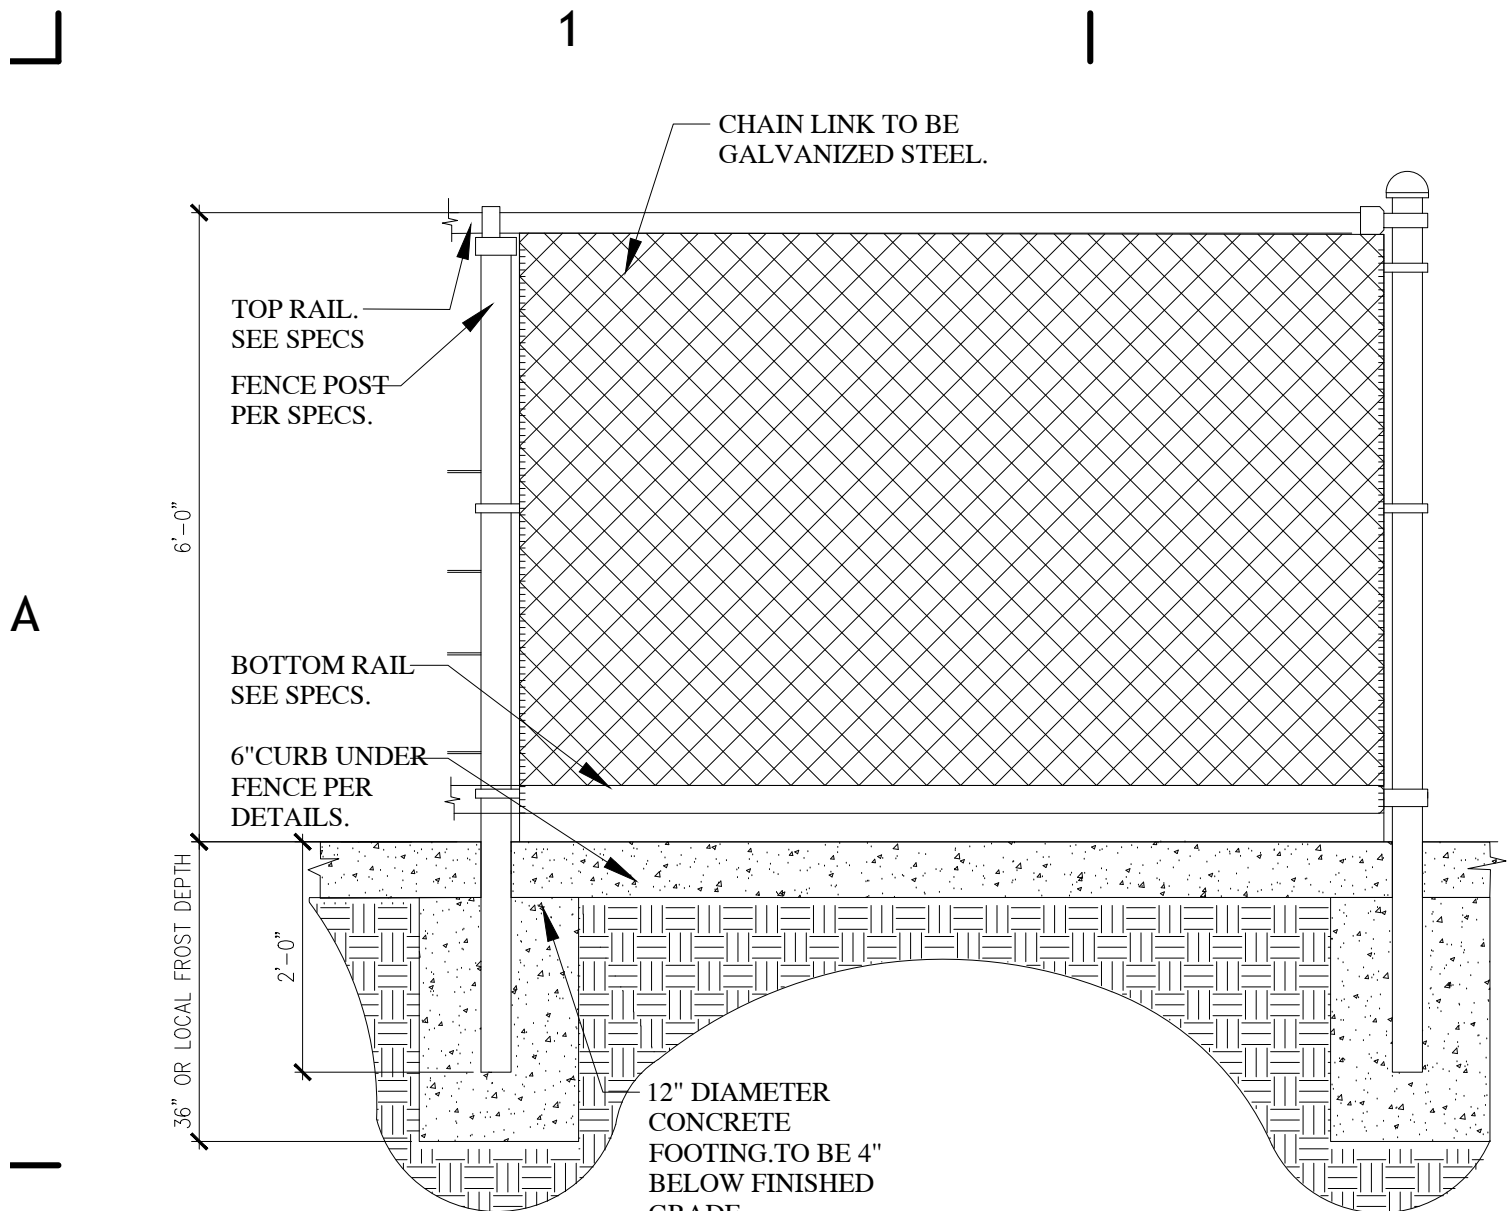 1
CHAIN LINK TO BE
GALVANIZED STEEL.
TOP RAIL.
SEE SPECS
FENCE POST
PER SPECS.
6'-0"
A
BOTTOM RAIL
SEE SPECS.
6"CURB UNDER
FENCE PER
DETAILS.
36" OR LOCAL FROST DEPTH
2'-0"
12" DIAMETER
CONCRETE
FOOTING.TO BE 4"
BELOW FINISHED
GRADE